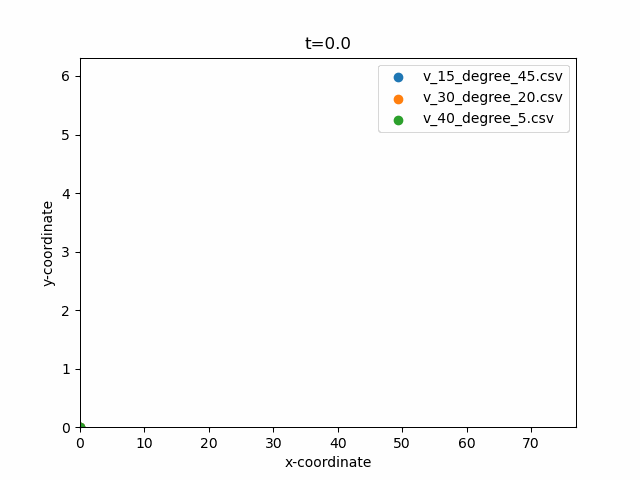 t=0.0
v_15_degree_45.csv
v_30_degree_20.csv
v_40_degree_5.csv
6
5
4
3
2
1
0
y-coordinate
0 10 20 30 40 50 60 70
x-coordinate